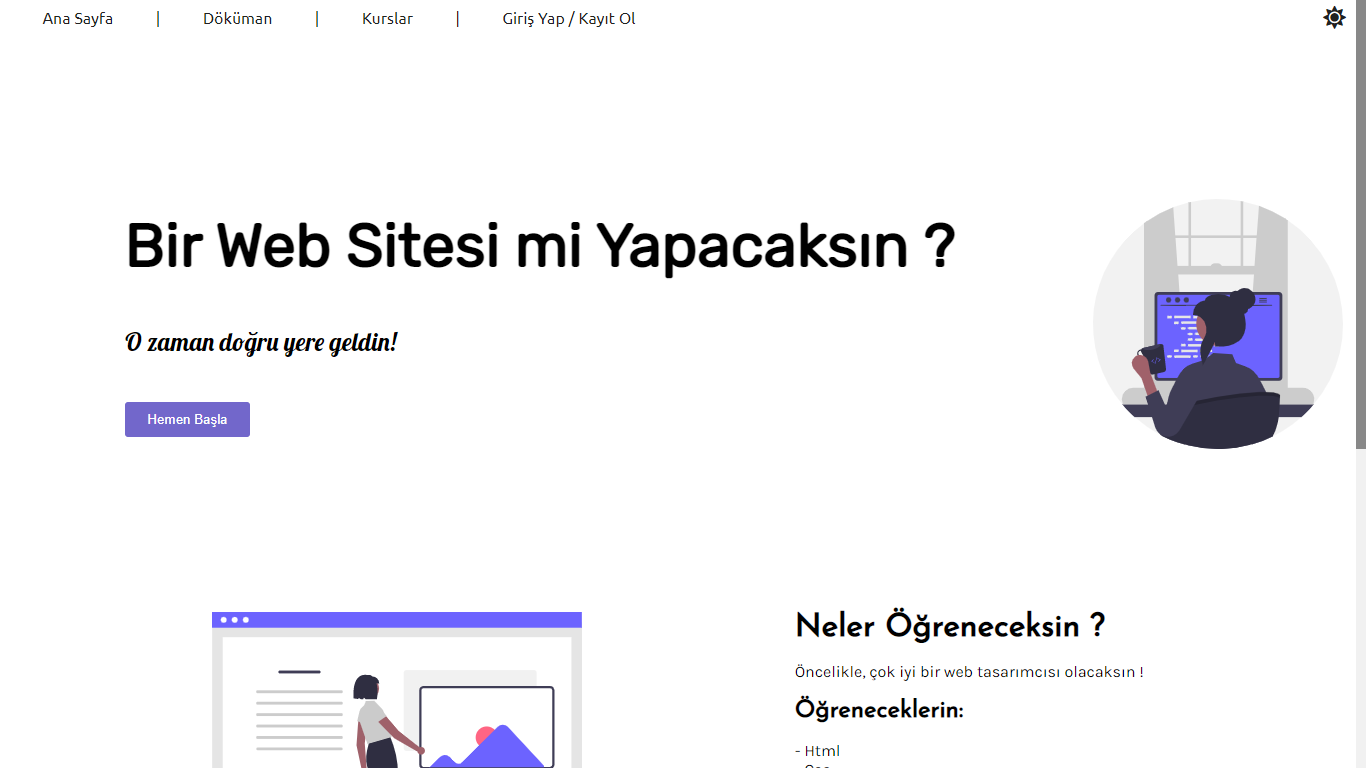 Ana Sayfa | Döküman | Kurslar | Giriş Yap / Kayıt Ol
Bir Web Sitesi mi Yapacaksın ?
O zaman doğru yere geldin!
Hemen Başla
Neler Öğreneceksin ?
Öncelikle, çok iyi bir web tasarımcısı olacaksın !
Öğreneceklerin:
- Html